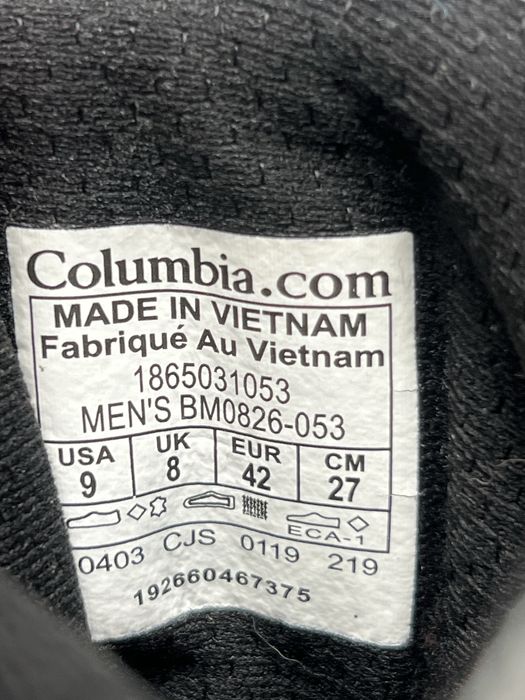 Columbia.com
MADE IN VIETNAM
Fabriqué Au Vietnam
1865031053
MEN'S BM0826-053
USA UK EUR CM
9 8 42 27
ECA-1
0403 CJS 0119 219
192660467375